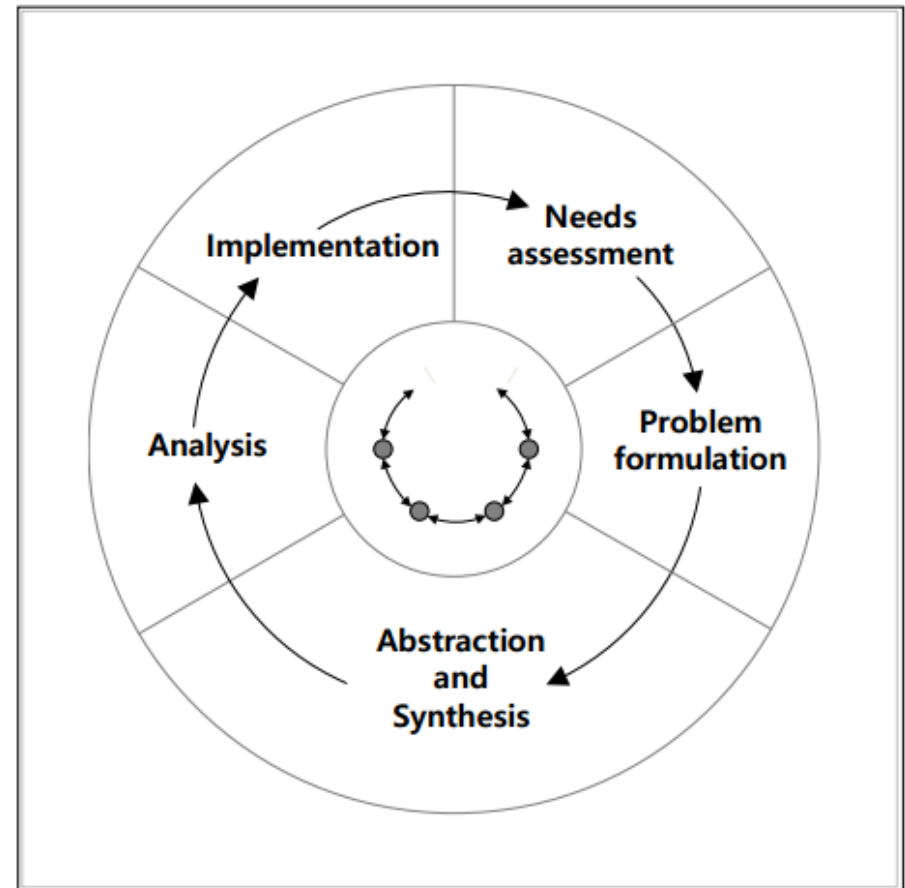 Needs
assessment
Implementation
Problem
formulation
Analysis
Abstraction
and
Synthesis